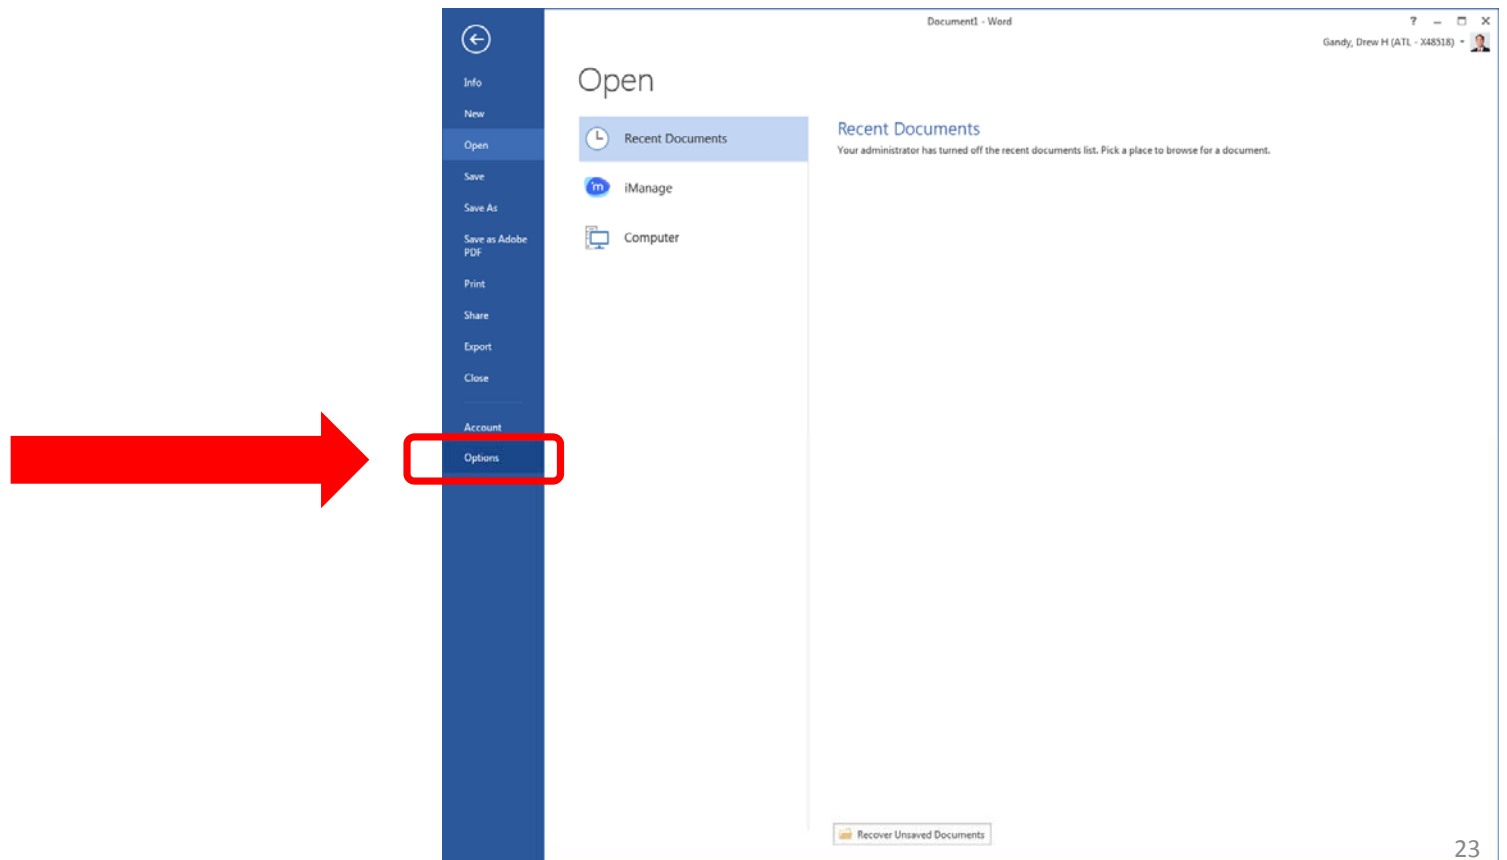 Document1 - Word
?
Gandy, Drew H (ATL - X48518)
Info
New
Open
Save
Save As
Save as Adobe
PDF
Print
Share
Export
Close
Account
Options
Open
Recent Documents
m
iManage
Computer
Recent Documents
Your administrator has turned off the recent documents list. Pick a place to browse for a document.
Recover Unsaved Documents
23